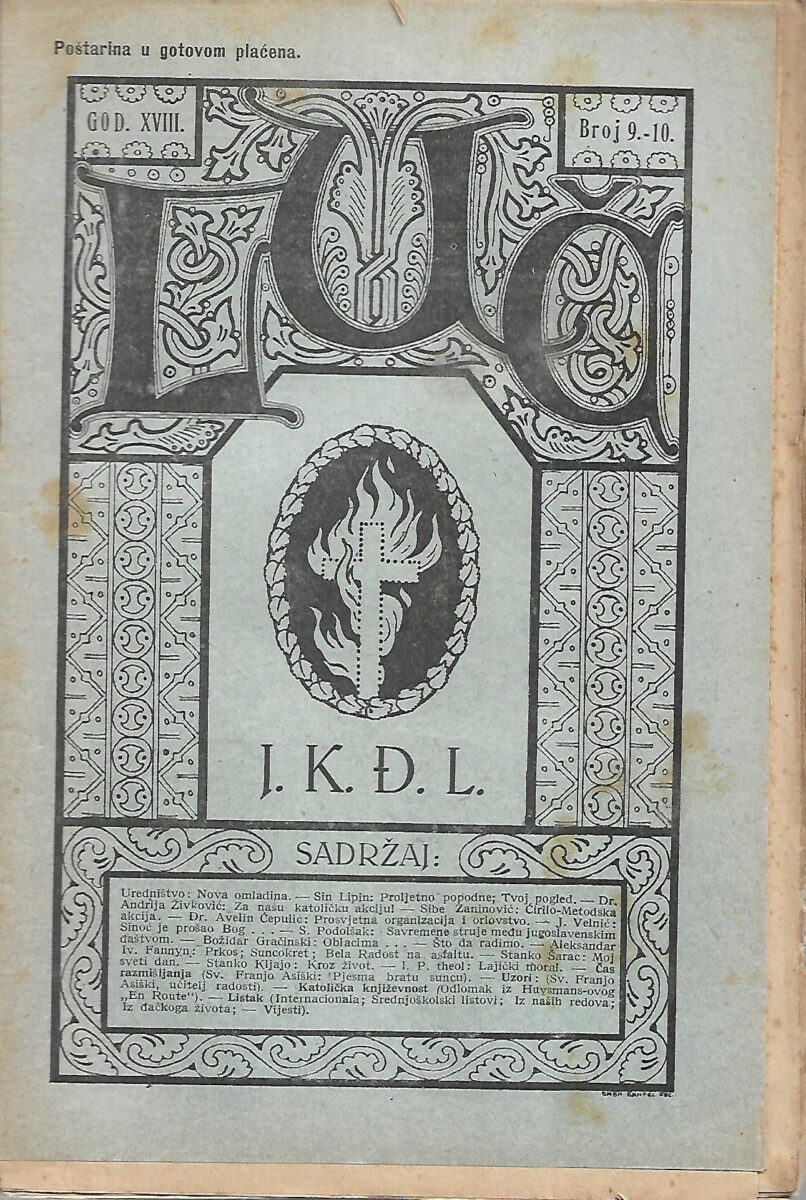 Poštarina u gotovom plaćena.
GOD. XVIII.
Broj 9.-10.
LUČ
J. K. Đ. L.
SADRŽAJ:
Uredništvo: Nova omladina. — Sin Lipin: Proljetno popodne; Tvoj pogled. — Dr.
Andrija Živković: Za našu katoličku akciju! — Šibe Zaninović: Ćirilo-Metodska
akcija. — Dr. Avelin Ćepulić: Prosvjetna organizacija i orlovstvo. — J. Velnić:
Sinoć je prošao Bog . . . — S. Podolšak: Savremene struje među jugoslavenskim
đaštvom. — Božidar Gračinski: Oblacima . . . — Što da radimo. — Aleksandar
Iv. Fannyn: Prkos; Suncokret; Bela Radost na asfaltu. — Stanko Šarac: Moj
sveti dan. — Stanko Kljajo: Kroz život. — I. P. theol: Lajički moral. — Čas
razmišljanja (Sv. Franjo Asiški: Pjesma bratu suncu). — Uzori: (Sv. Franjo
Asiški, učitelj radosti). — Katolička književnost (Odlomak iz Huysmans-ovog
„En Route“). — Listak (Internacionala; Srednjoškolski listovi; Iz naših redova;
Iz đačkoga života; — Vijesti).